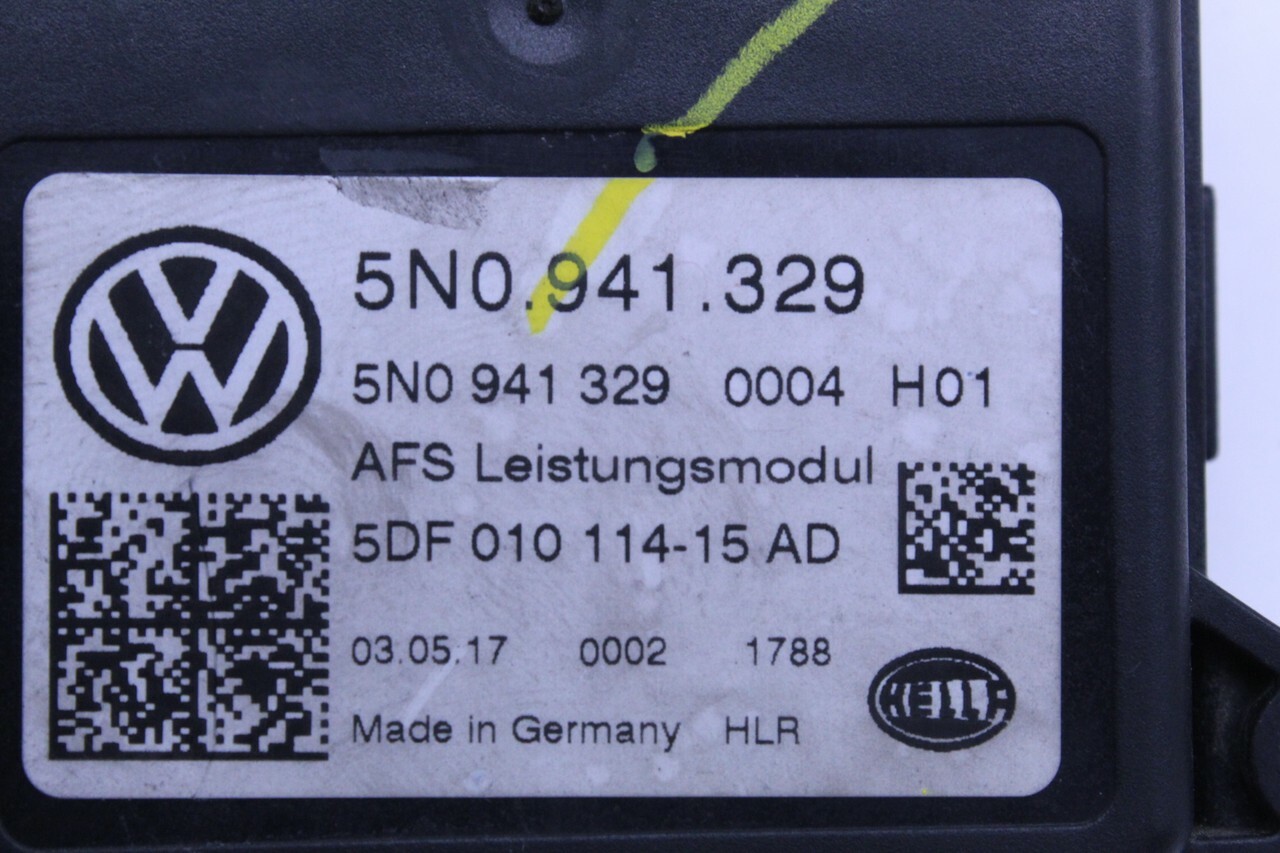 5N0.941.329
5N0 941 329 0004 H01
AFS Leistungsmodul
5DF 010 114-15 AD
03.05.17 0002 1788
Made in Germany HLR
HELLA